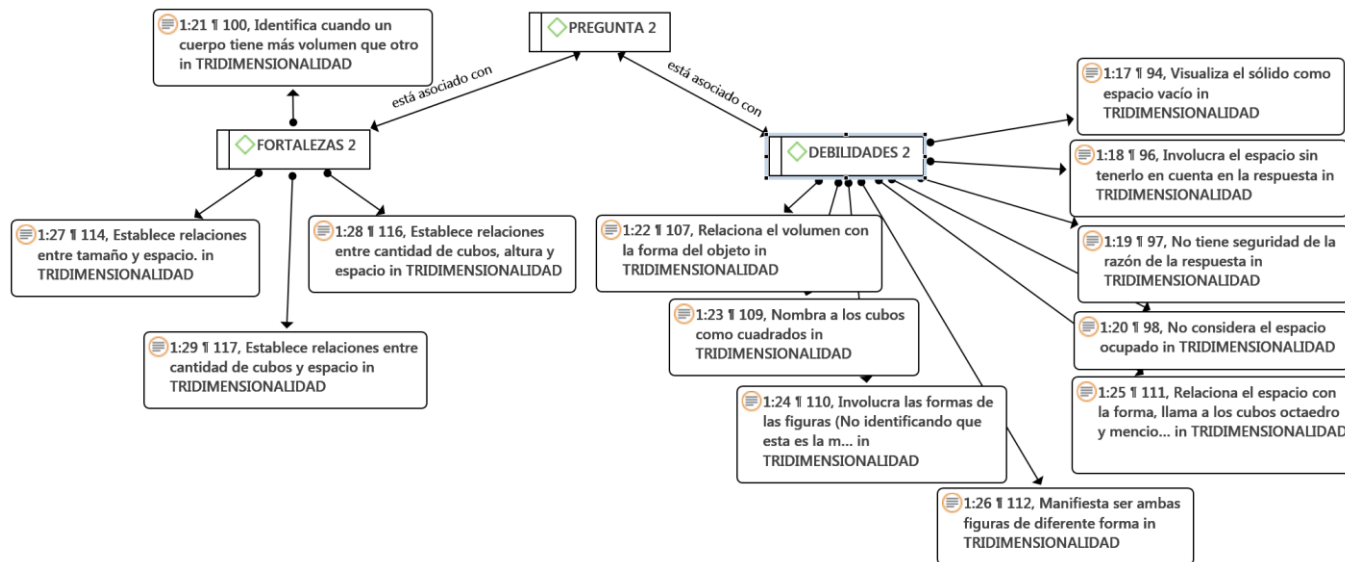 PREGUNTA 2
está asociado con
está asociado con
1:21 ¶ 100, Identifica cuando un
cuerpo tiene más volumen que otro
in TRIDIMENSIONALIDAD
FORTALEZAS 2
1:27 ¶ 114, Establece relaciones
entre tamaño y espacio. in
TRIDIMENSIONALIDAD
1:28 ¶ 116, Establece relaciones
entre cantidad de cubos, altura y
espacio in TRIDIMENSIONALIDAD
1:29 ¶ 117, Establece relaciones entre
cantidad de cubos y espacio in
TRIDIMENSIONALIDAD
DEBILIDADES 2
1:17 ¶ 94, Visualiza el sólido como
espacio vacío in
TRIDIMENSIONALIDAD
1:18 ¶ 96, Involucra el espacio sin
tenerlo en cuenta en la respuesta in
TRIDIMENSIONALIDAD
1:19 ¶ 97, No tiene seguridad de la
razón de la respuesta in
TRIDIMENSIONALIDAD
1:20 ¶ 98, No considera el espacio
ocupado in TRIDIMENSIONALIDAD
1:22 ¶ 107, Relaciona el volumen con
la forma del objeto in
TRIDIMENSIONALIDAD
1:23 ¶ 109, Nombra a los cubos
como cuadrados in
TRIDIMENSIONALIDAD
1:24 ¶ 110, Involucra las formas de
las figuras (No identificando que
esta es la m... in
TRIDIMENSIONALIDAD
1:25 ¶ 111, Relaciona el espacio con
la forma, llama a los cubos octaedro
y mencio... in TRIDIMENSIONALIDAD
1:26 ¶ 112, Manifiesta ser ambas
figuras de diferente forma in
TRIDIMENSIONALIDAD